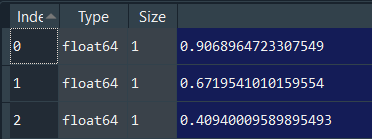 Inde Type Size
0 float64 1 0.9068964723307549
1 float64 1 0.6719541010159554
2 float64 1 0.40940009589895493